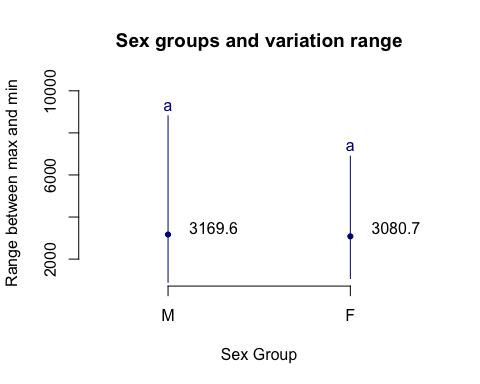 Sex groups and variation range
Range between max and min
10000
6000
2000
a
a
3169.6
3080.7
M
F
Sex Group